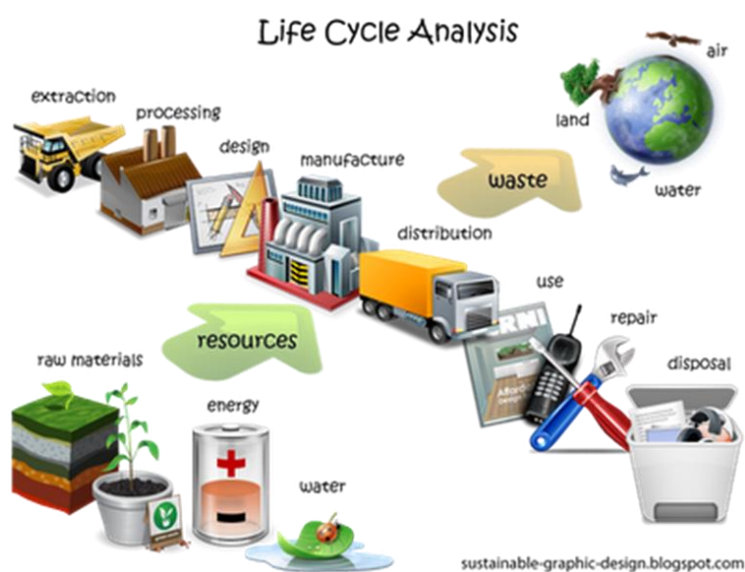 Life Cycle Analysis
air
extraction
processing
land
design
manufacture
waste
water
distribution
use
repair
resources
raw materials
disposal
energy
water
sustainable-graphic-design.blogspot.com